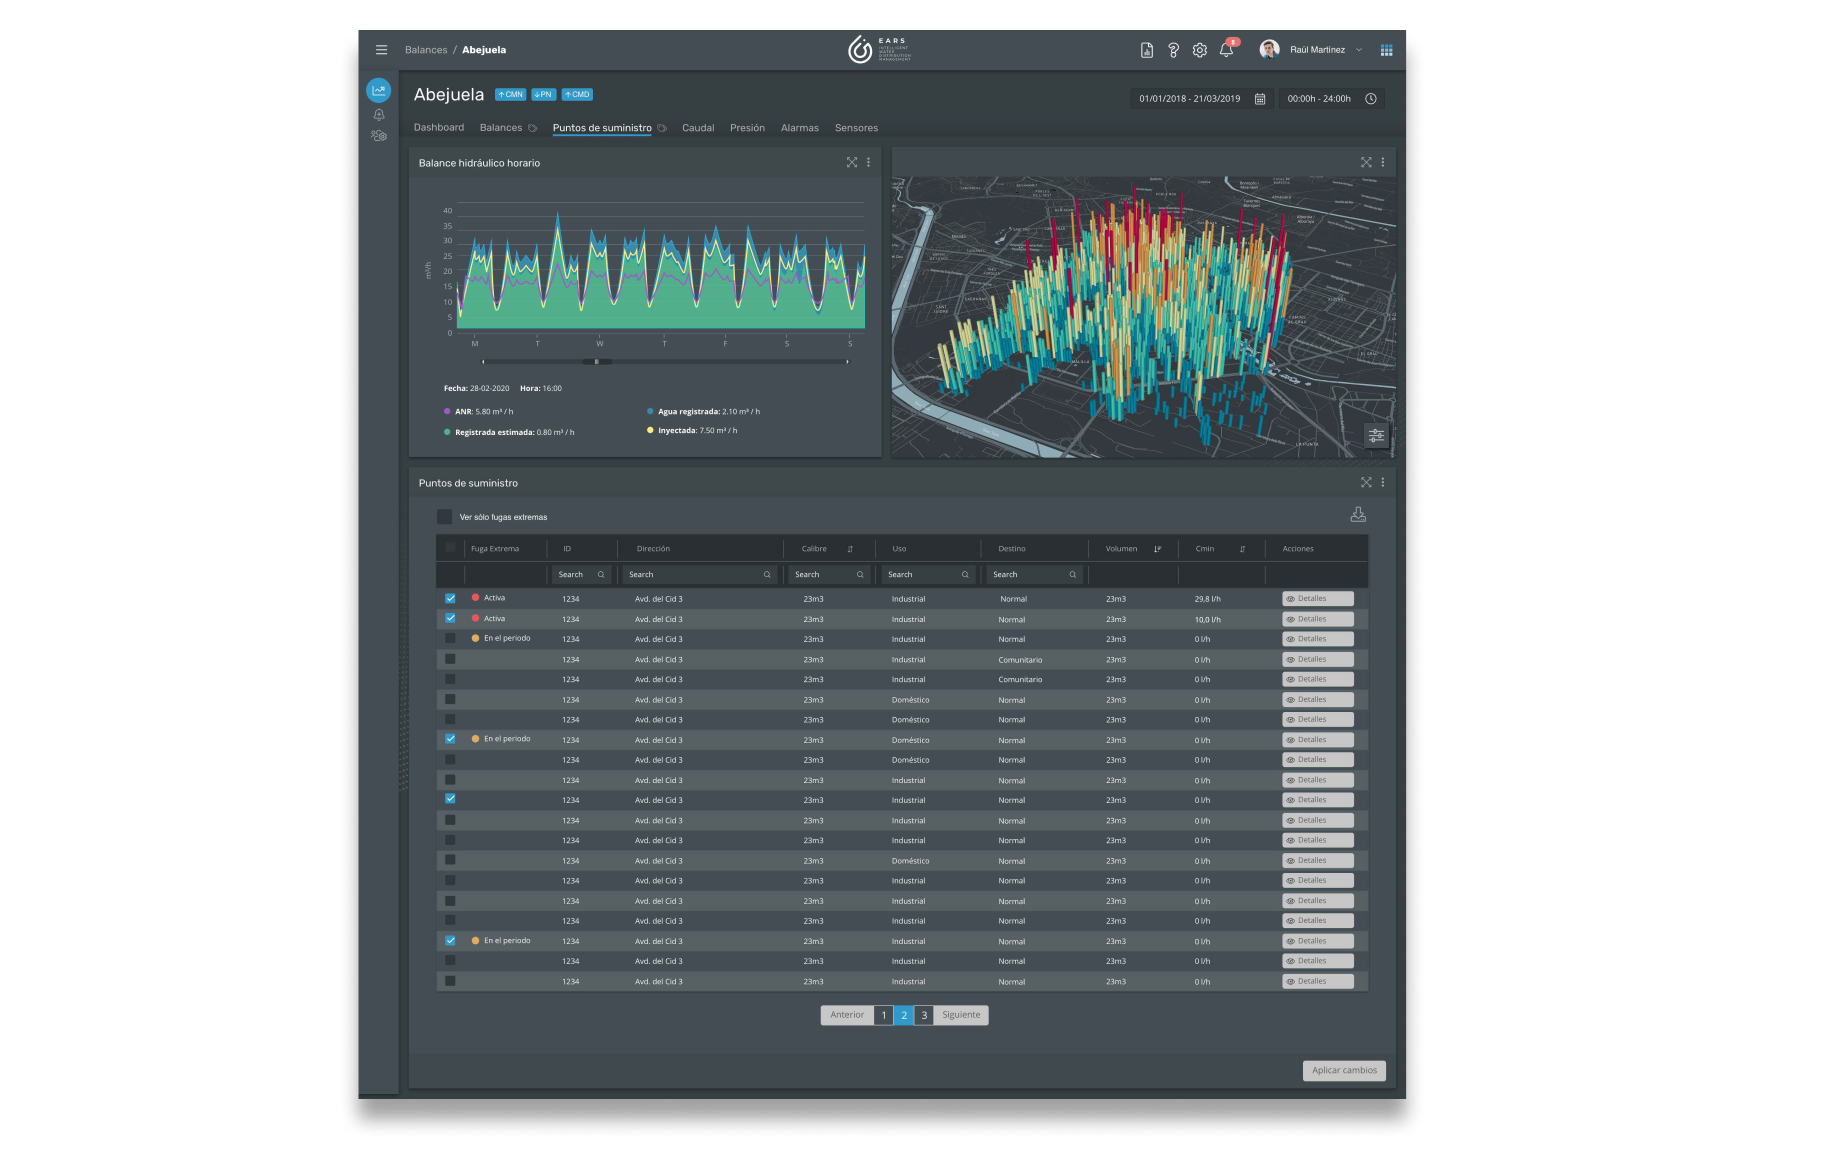 Balances / Abejuela
EARS
INTELLIGENT
WATER
DISTRIBUTION
MANAGEMENT
8
Raúl Martínez
Abejuela
↑CMN
↓PN
↑CMD
01/01/2018 - 21/03/2019
00:00h - 24:00h
Dashboard
Balances
Puntos de suministro
Caudal
Presión
Alarmas
Sensores
Balance hidráulico horario
40
35
30
25
20
15
10
5
0
m³/h
M T W T F S S
Fecha: 28-02-2020 Hora: 16:00
ANR: 5.80 m³ / h
Agua registrada: 2.10 m³ / h
Registrada estimada: 0.80 m³ / h
Inyectada: 7.50 m³ / h
LA PUNTA
EL GRAU
Puntos de suministro
Ver sólo fugas extremas
Fuga Extrema ID Dirección Calibre Uso Destino Volumen Cmin Acciones
Search Search Search Search Search
Activa 1234 Avd. del Cid 3 23m3 Industrial Normal 23m3 29,8 l/h Detalles
Activa 1234 Avd. del Cid 3 23m3 Industrial Normal 23m3 10,0 l/h Detalles
En el periodo 1234 Avd. del Cid 3 23m3 Industrial Normal 23m3 0 l/h Detalles
1234 Avd. del Cid 3 23m3 Industrial Comunitario 23m3 0 l/h Detalles
1234 Avd. del Cid 3 23m3 Industrial Comunitario 23m3 0 l/h Detalles
1234 Avd. del Cid 3 23m3 Doméstico Normal 23m3 0 l/h Detalles
1234 Avd. del Cid 3 23m3 Doméstico Normal 23m3 0 l/h Detalles
En el periodo 1234 Avd. del Cid 3 23m3 Doméstico Normal 23m3 0 l/h Detalles
1234 Avd. del Cid 3 23m3 Doméstico Normal 23m3 0 l/h Detalles
1234 Avd. del Cid 3 23m3 Industrial Normal 23m3 0 l/h Detalles
1234 Avd. del Cid 3 23m3 Industrial Normal 23m3 0 l/h Detalles
1234 Avd. del Cid 3 23m3 Industrial Normal 23m3 0 l/h Detalles
1234 Avd. del Cid 3 23m3 Industrial Normal 23m3 0 l/h Detalles
1234 Avd. del Cid 3 23m3 Doméstico Normal 23m3 0 l/h Detalles
1234 Avd. del Cid 3 23m3 Industrial Normal 23m3 0 l/h Detalles
1234 Avd. del Cid 3 23m3 Industrial Normal 23m3 0 l/h Detalles
1234 Avd. del Cid 3 23m3 Industrial Normal 23m3 0 l/h Detalles
En el periodo 1234 Avd. del Cid 3 23m3 Industrial Normal 23m3 0 l/h Detalles
1234 Avd. del Cid 3 23m3 Industrial Normal 23m3 0 l/h Detalles
1234 Avd. del Cid 3 23m3 Industrial Normal 23m3 0 l/h Detalles
Anterior 1 2 3 Siguiente
Aplicar cambios